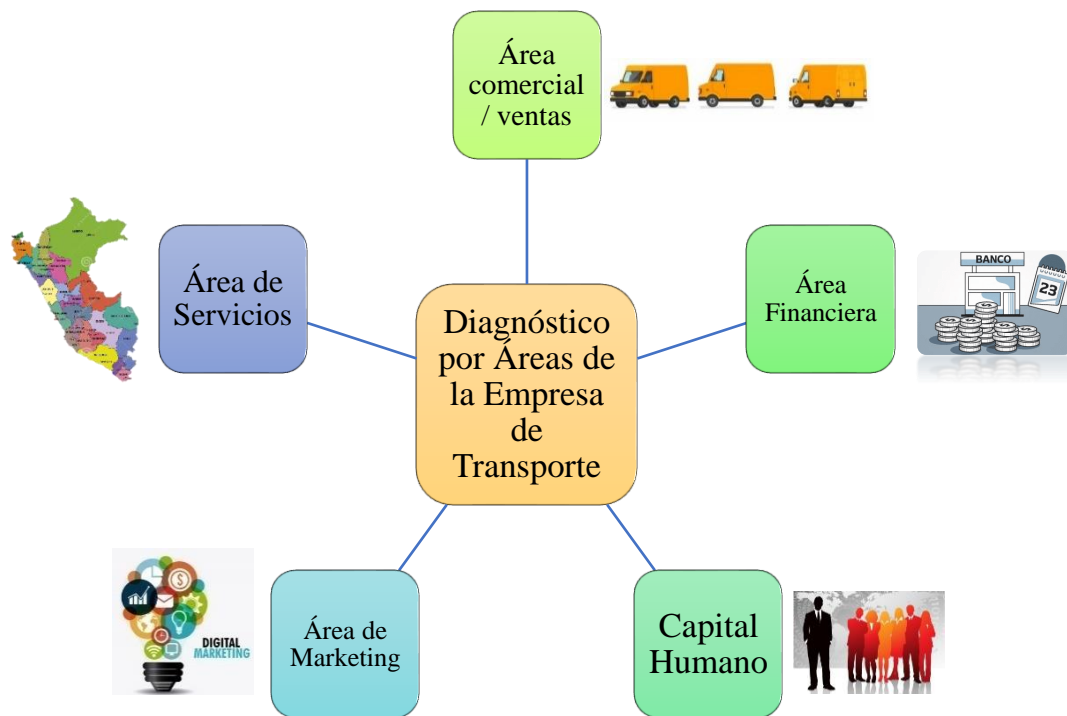 Área
comercial
/ ventas
Área de
Servicios
BANCO
23
Área
Financiera
Diagnóstico
por Áreas de
la Empresa
de
Transporte
DIGITAL
MARKETING
Área de
Marketing
Capital
Humano